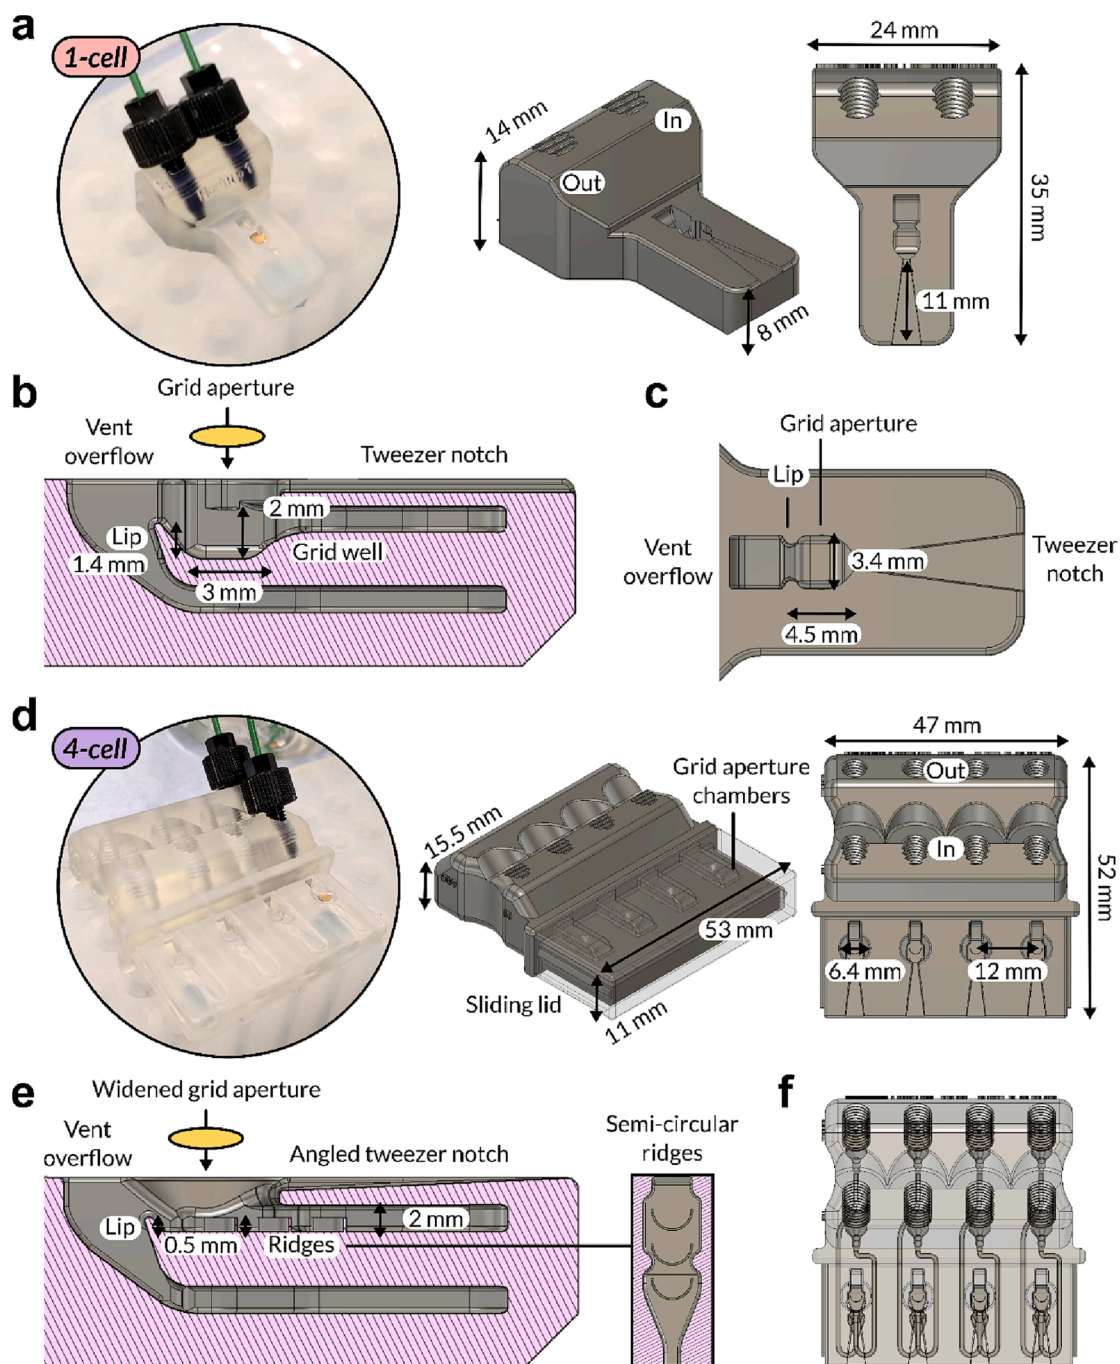 a
1-cell
14 mm
In
Out
8 mm
24 mm
35 mm
11 mm
b
Grid aperture
Vent
overflow
Tweezer notch
Lip
2 mm
1.4 mm
Grid well
3 mm
c
Grid aperture
Lip
Vent
overflow
3.4 mm
Tweezer
notch
4.5 mm
d
4-cell
15.5 mm
Grid aperture
chambers
53 mm
Sliding lid
11 mm
47 mm
Out
In
52 mm
6.4 mm
12 mm
e
Widened grid aperture
Vent
overflow
Angled tweezer notch
Lip
0.5 mm
Ridges
2 mm
Semi-circular
ridges
f